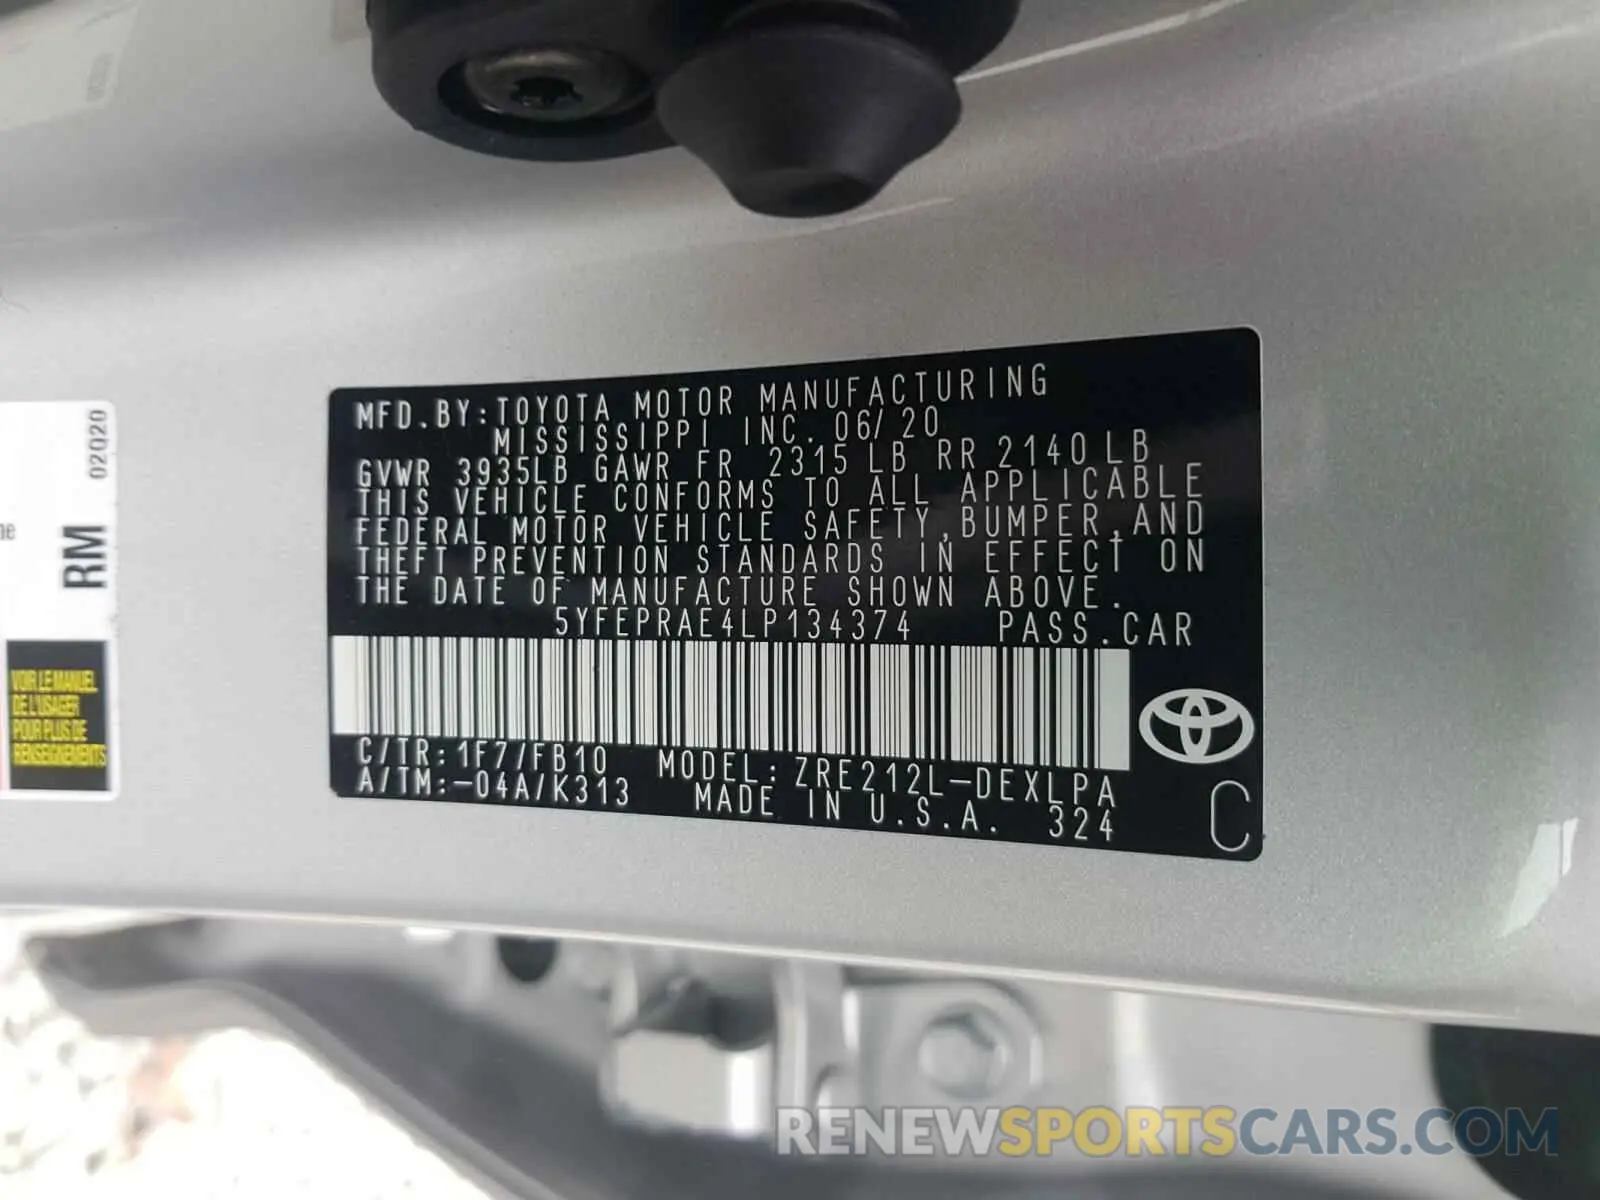 MFD.BY:TOYOTA MOTOR MANUFACTURING
MISSISSIPPI INC. 06/20
GVWR 3935LB GAWR FR 2315 LB RR 2140 LB
THIS VEHICLE CONFORMS TO ALL APPLICABLE
FEDERAL MOTOR VEHICLE SAFETY,BUMPER,AND
THEFT PREVENTION STANDARDS IN EFFECT ON
THE DATE OF MANUFACTURE SHOWN ABOVE.
5YFEPRAE4LP134374 PASS.CAR
C/TR:1F7/FB10 MODEL:ZRE212L-DEXLPA
A/TM:-04A/K313 MADE IN U.S.A. 324
C
RM 02020
VOIR LE MANUEL
DE L'USAGER
POUR PLUS DE
RENSEIGNEMENTS
RENEWSPORTSCARS.COM